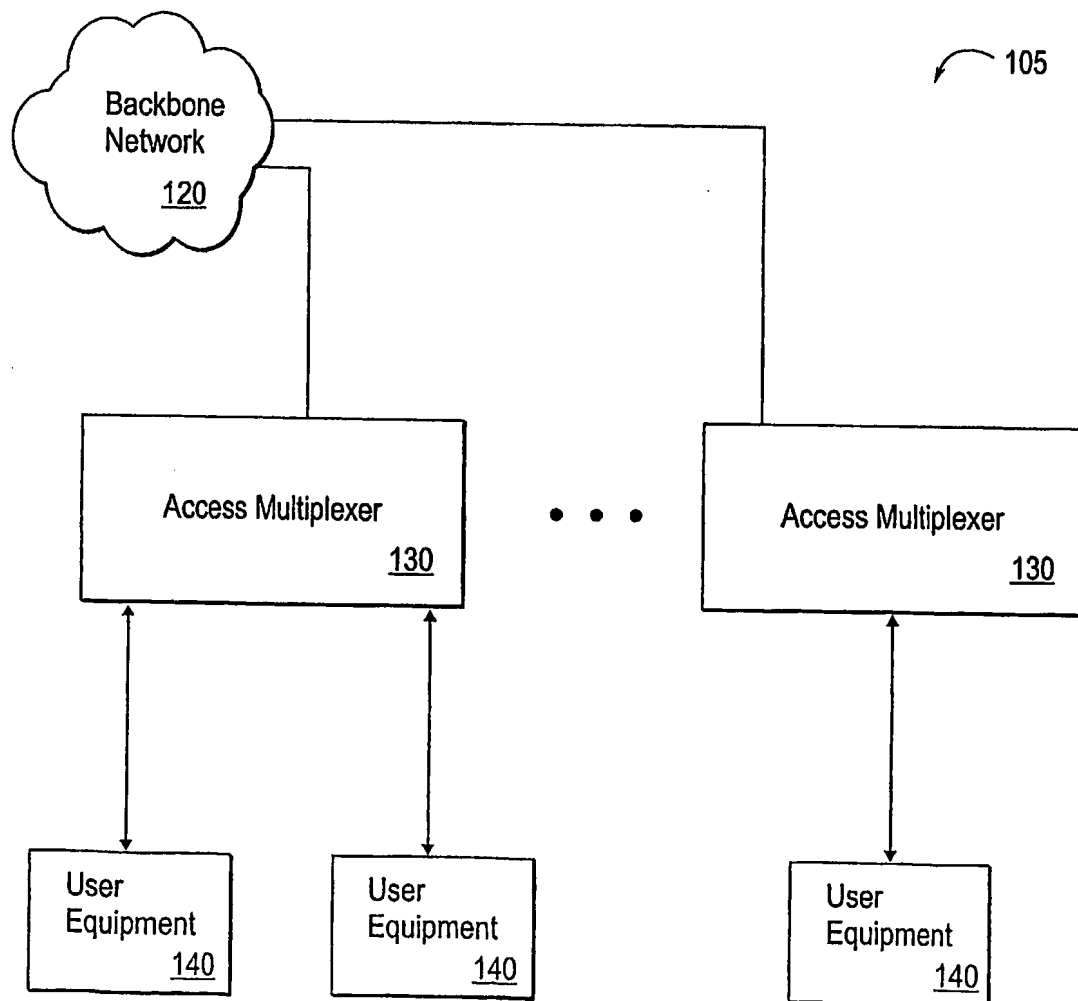 105
Backbone
Network
120
Access Multiplexer
130
Access Multiplexer
130
User
Equipment
140
User
Equipment
140
User
Equipment
140